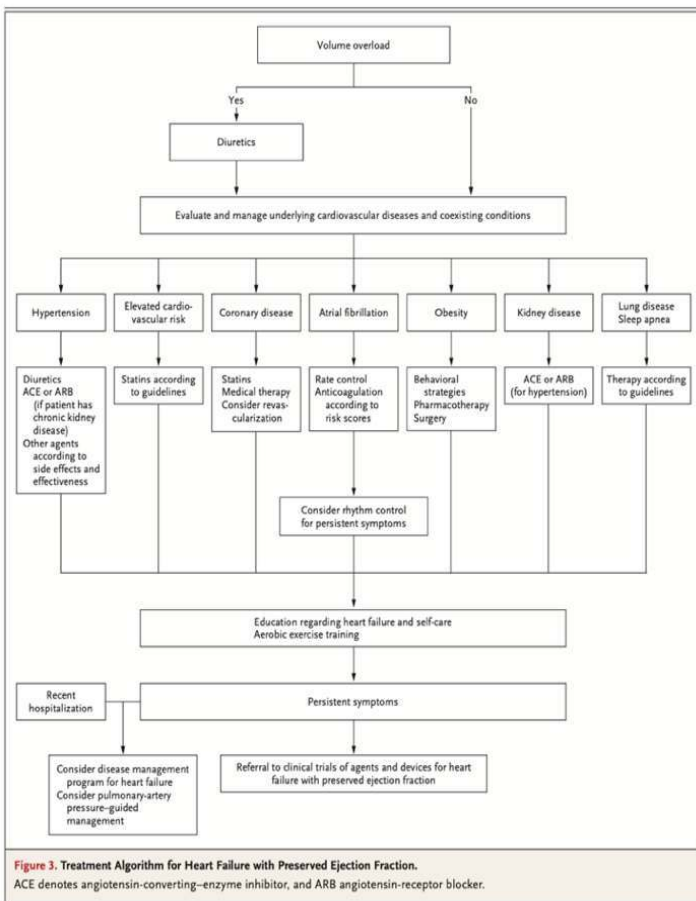 Volume overload
Yes
No
Diuretics
Evaluate and manage underlying cardiovascular diseases and coexisting conditions
Hypertension
Elevated cardio-
vascular risk
Coronary disease
Atrial fibrillation
Obesity
Kidney disease
Lung disease
Sleep apnea
Diuretics
ACE or ARB
(if patient has
chronic kidney
disease)
Other agents
according to
side effects and
effectiveness
Statins according
to guidelines
Statins
Medical therapy
Consider revas-
cularization
Rate control
Anticoagulation
according to
risk scores
Behavioral
strategies
Pharmacotherapy
Surgery
ACE or ARB
(for hypertension)
Therapy according
to guidelines
Consider rhythm control
for persistent symptoms
Education regarding heart failure and self-care
Aerobic exercise training
Recent
hospitalization
Persistent symptoms
Consider disease management
program for heart failure
Consider pulmonary-artery
pressure–guided
management
Referral to clinical trials of agents and devices for heart
failure with preserved ejection fraction
Figure 3. Treatment Algorithm for Heart Failure with Preserved Ejection Fraction.
ACE denotes angiotensin-converting–enzyme inhibitor, and ARB angiotensin-receptor blocker.